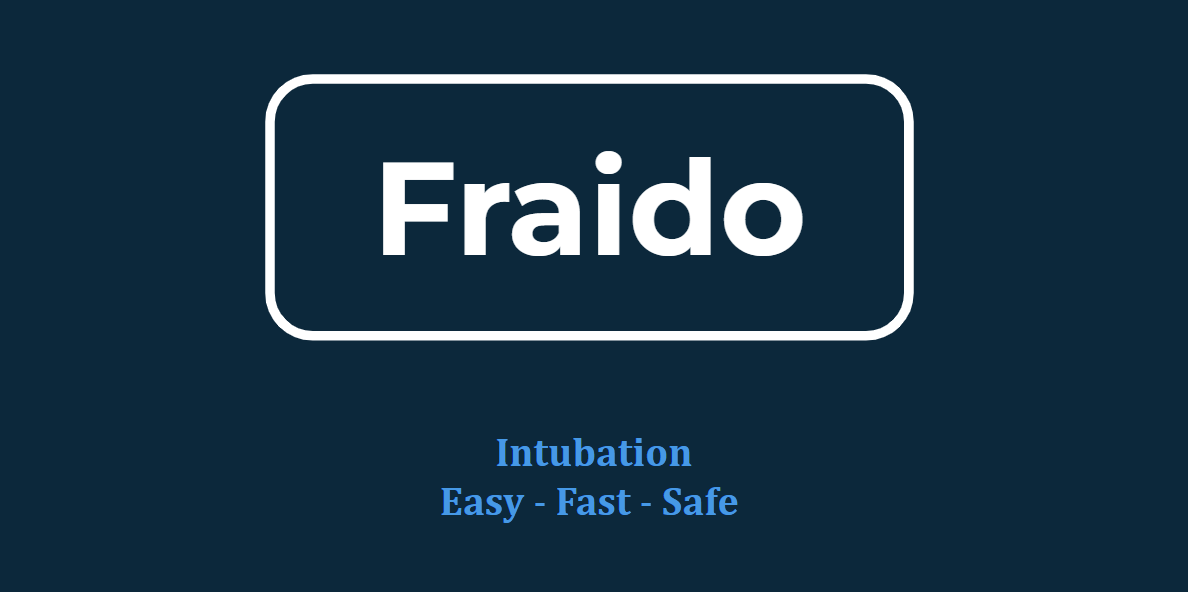 Fraido
Intubation
Easy - Fast - Safe